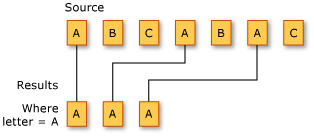 Source
A B C A B A C
Results
Where
letter = A
A A A